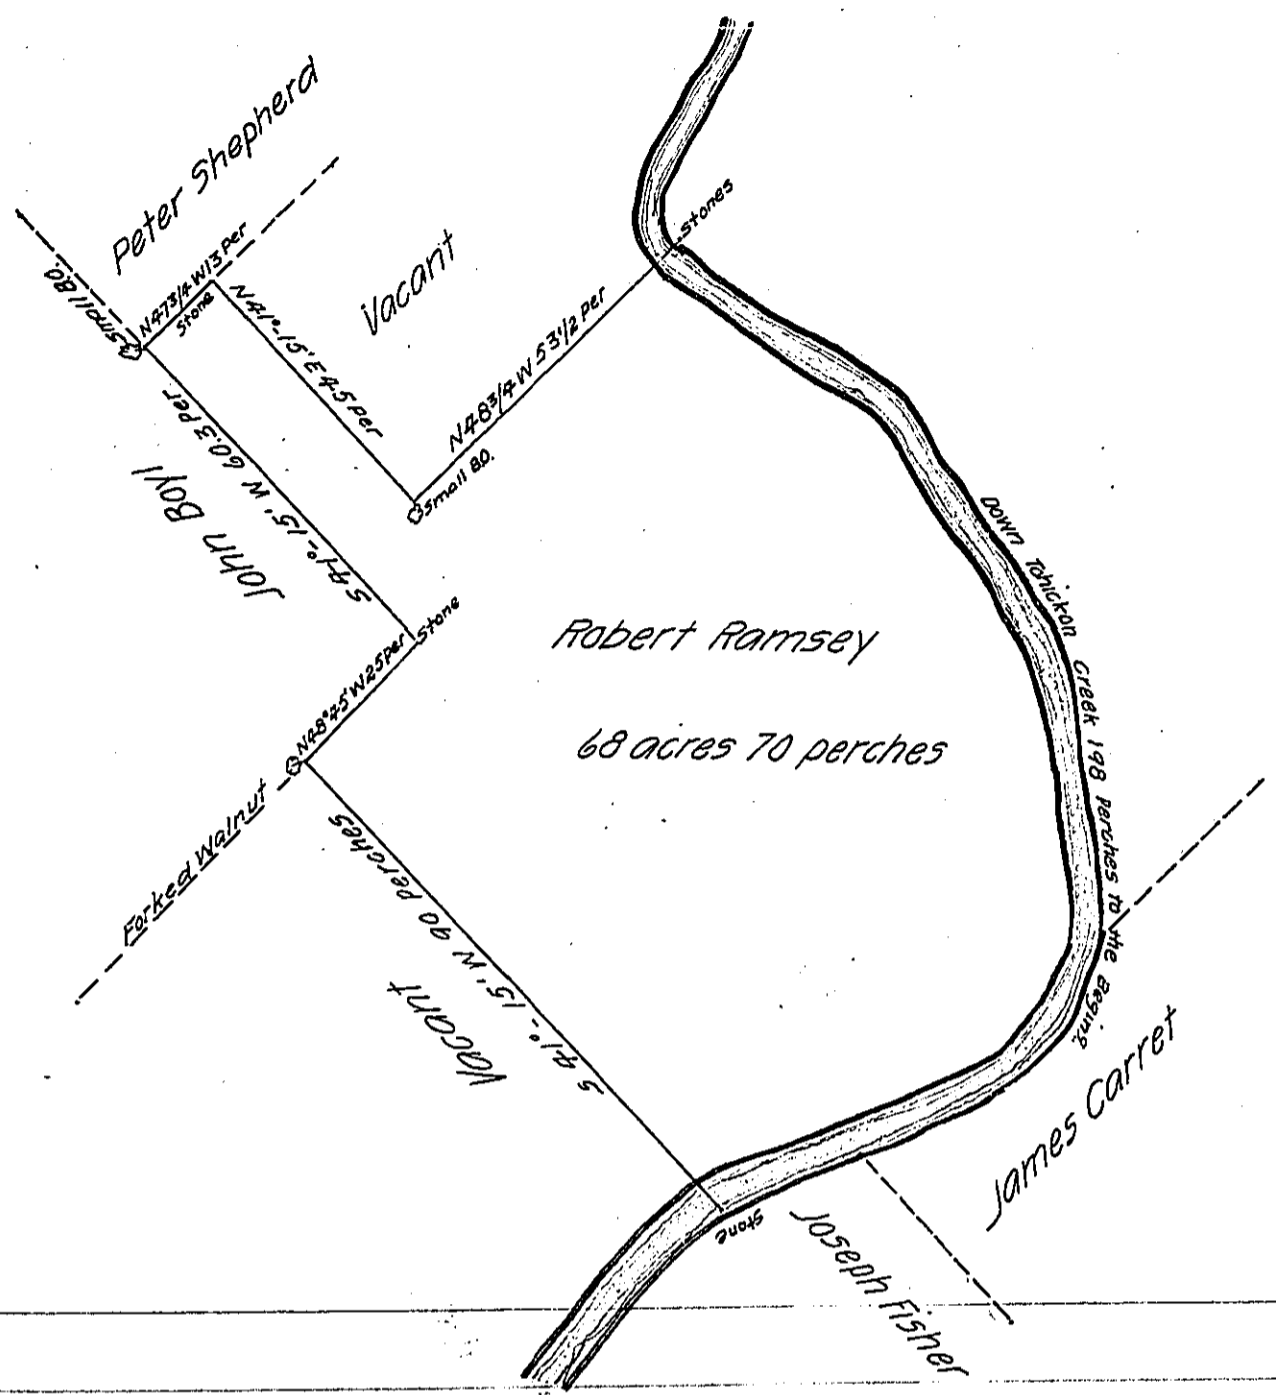 Peter Shepherd
Small B.O.
N47 3/4 W 13 Per
Stone
N41°-15' E 45 per
Vacant
N48 3/4 W 53 1/2 Per
Stones
Small B.O.
S 41°-15' W 60.3 Per
John Boyl
Stone
N48°45' W 25 per
Forked Walnut
Robert Ramsey
68 acres 70 perches
Down Tohickon Creek 198 Perches to the Begin.g
S 41°-15' W 90 perches
Vacant
Stone
Joseph Fisher
James Carret